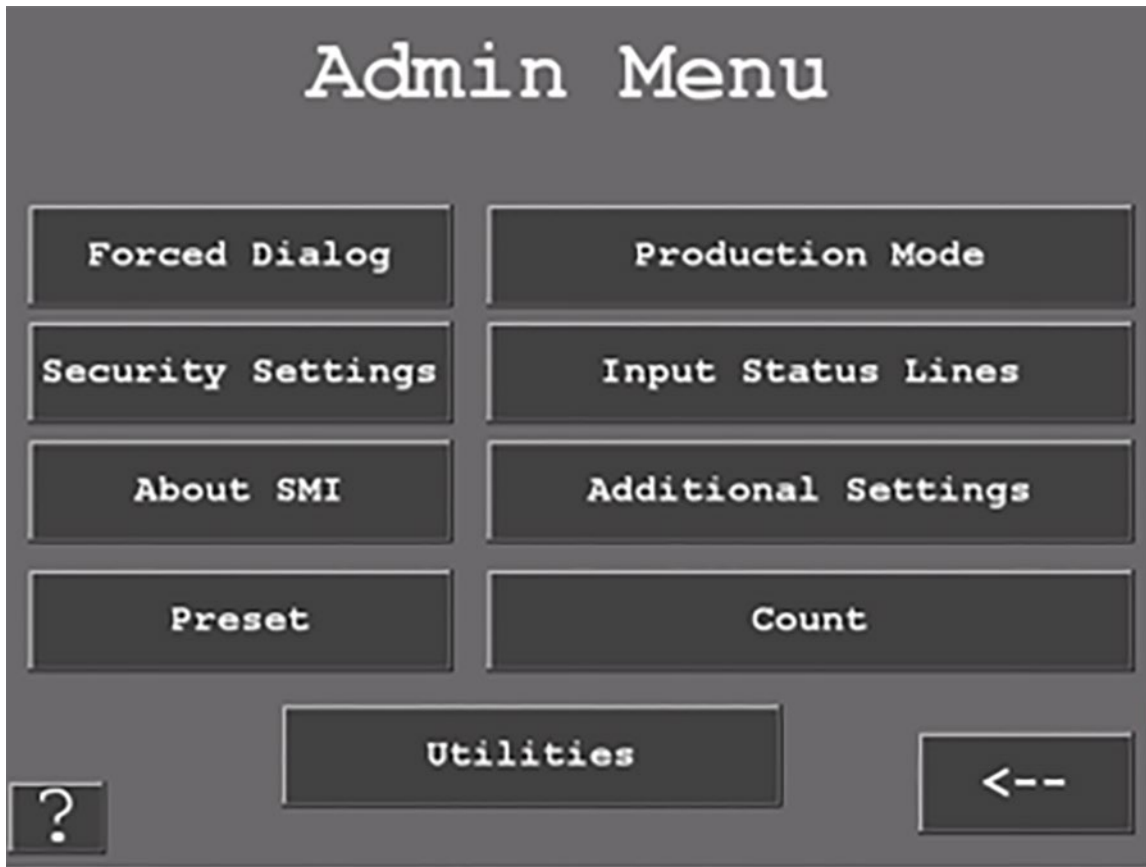 Admin Menu
Forced Dialog
Production Mode
Security Settings
Input Status Lines
About SMI
Additional Settings
Preset
Count
Utilities
<--
?